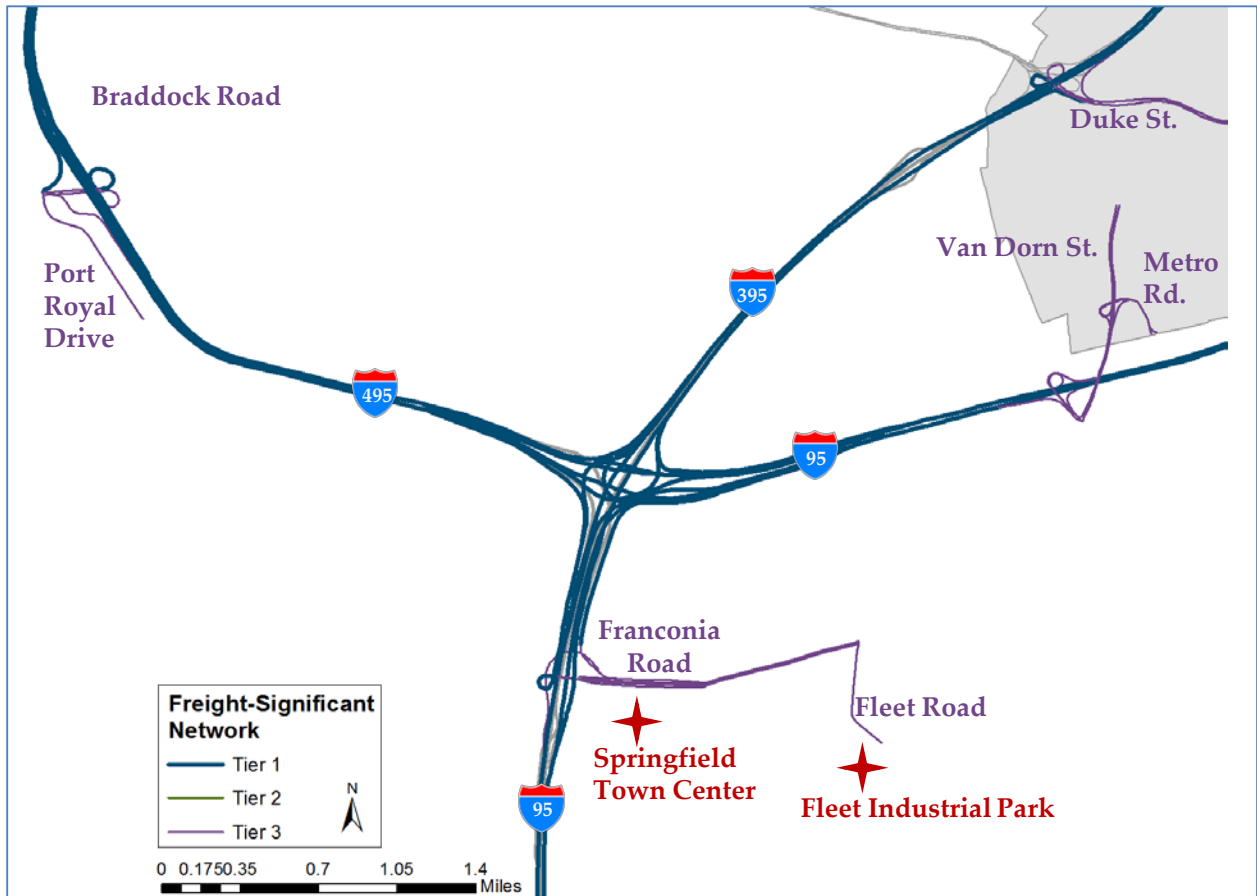 Braddock Road
Duke St.
Van Dorn St.
Metro
Rd.
Port
Royal
Drive
395
495
95
Franconia
Road
Fleet Road
Springfield
Town Center
Fleet Industrial Park
95
Freight-Significant
Network
Tier 1
Tier 2
Tier 3
N
0 0.1750.35 0.7 1.05 1.4
Miles